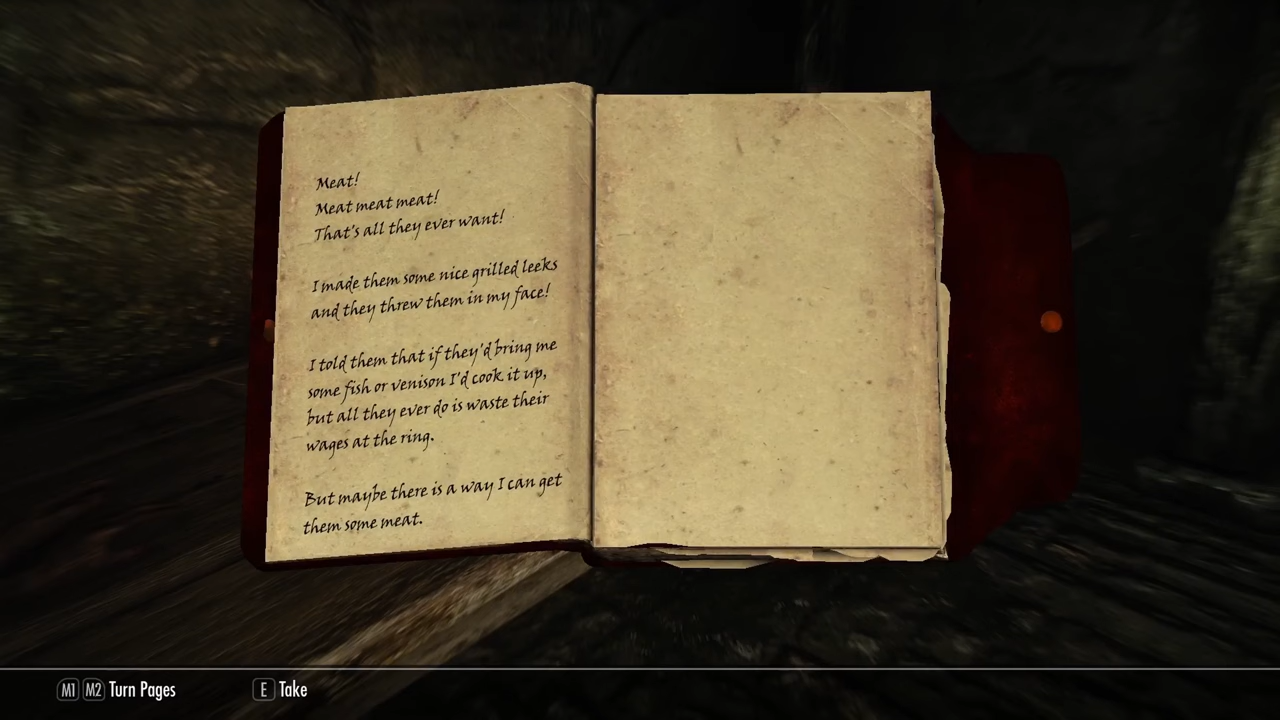 Meat!
Meat meat meat!
That's all they ever want!
I made them some nice grilled leeks
and they threw them in my face!
I told them that if they'd bring me
some fish or venison I'd cook it up,
but all they ever do is waste their
wages at the ring.
But maybe there is a way I can get
them some meat.
M1 M2 Turn Pages
E Take